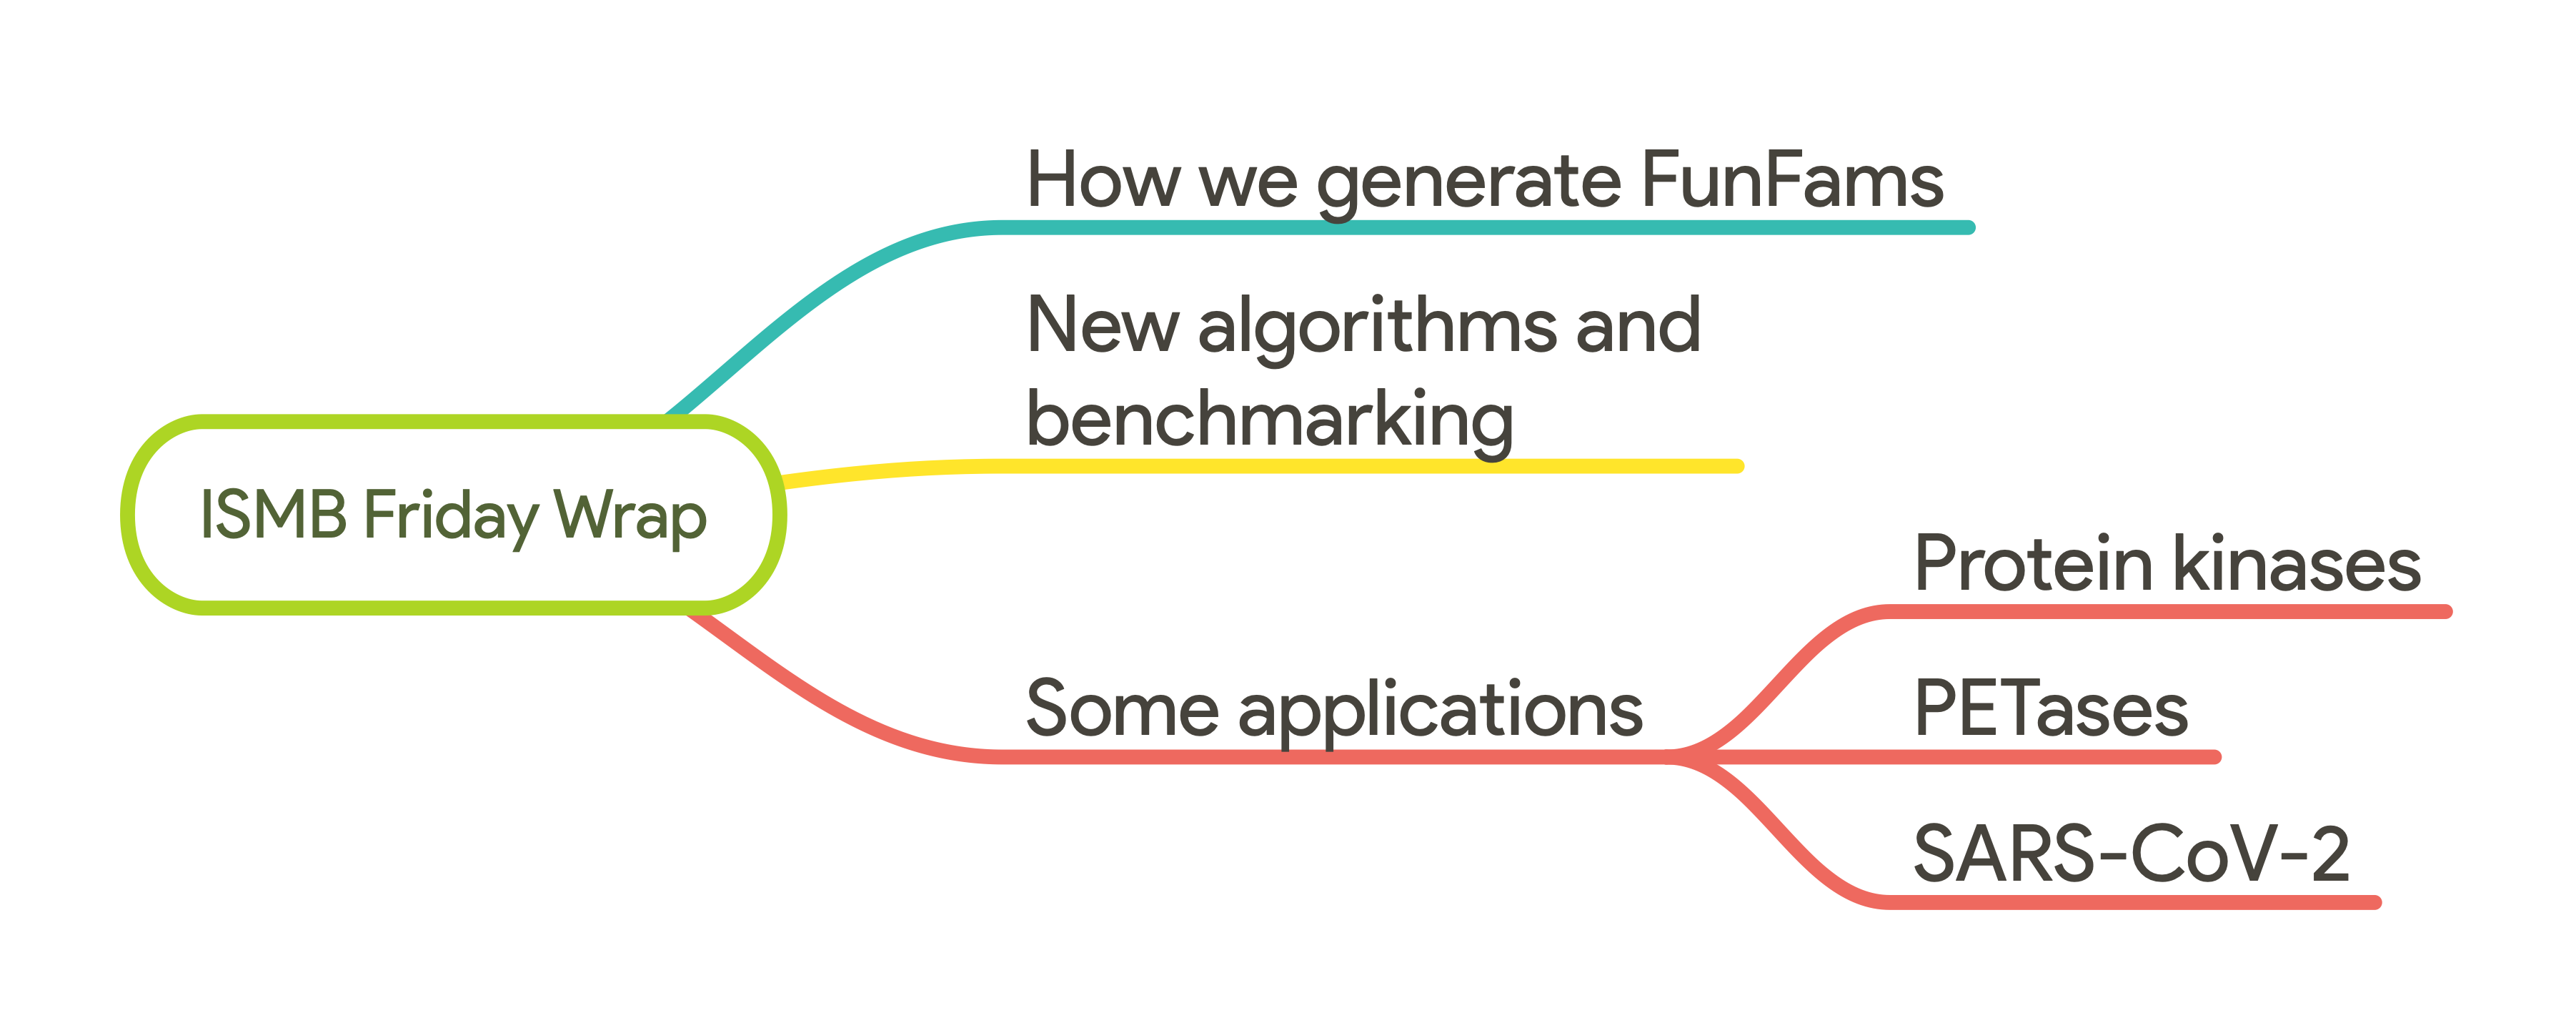 ISMB Friday Wrap
How we generate FunFams
New algorithms and
benchmarking
Some applications
Protein kinases
PETases
SARS-CoV-2